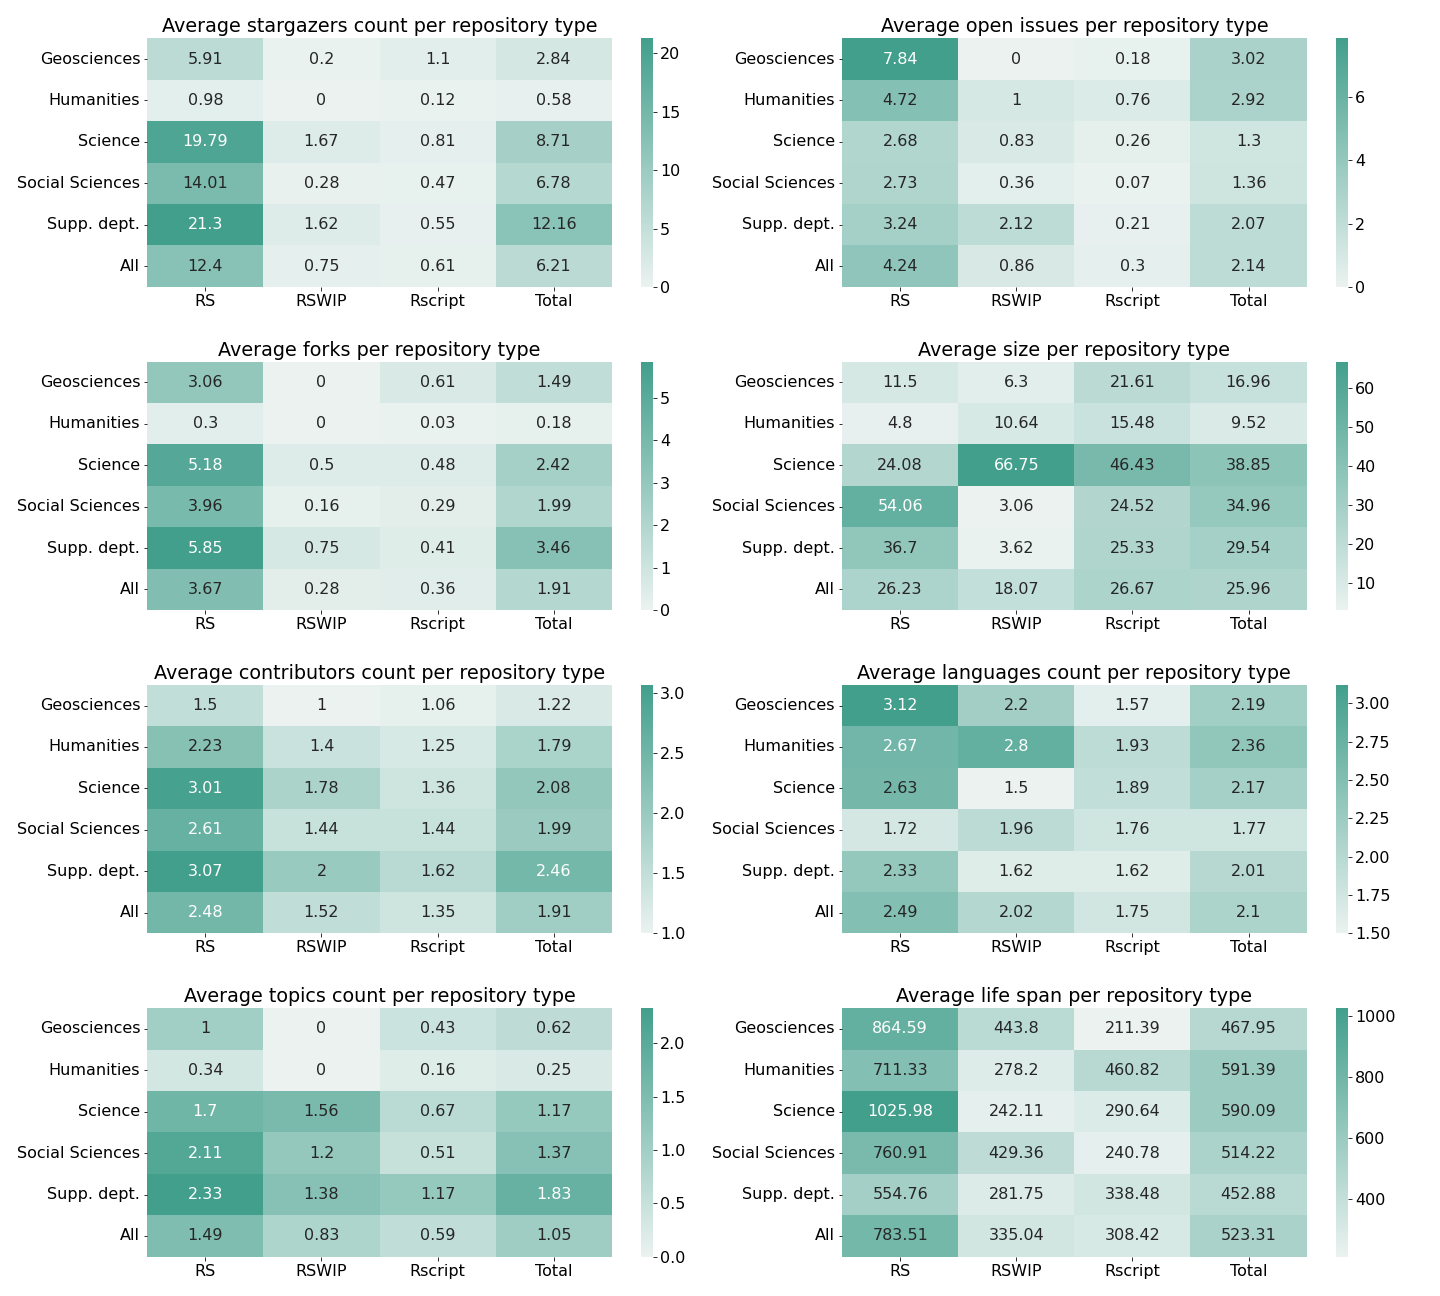 Average stargazers count per repository type
Geosciences 5.91 0.2 1.1 2.84
Humanities 0.98 0 0.12 0.58
Science 19.79 1.67 0.81 8.71
Social Sciences 14.01 0.28 0.47 6.78
Supp. dept. 21.3 1.62 0.55 12.16
All 12.4 0.75 0.61 6.21
RS RSWIP Rscript Total
20
15
10
5
0
Average open issues per repository type
Geosciences 7.84 0 0.18 3.02
Humanities 4.72 1 0.76 2.92
Science 2.68 0.83 0.26 1.3
Social Sciences 2.73 0.36 0.07 1.36
Supp. dept. 3.24 2.12 0.21 2.07
All 4.24 0.86 0.3 2.14
RS RSWIP Rscript Total
6
4
2
0
Average forks per repository type
Geosciences 3.06 0 0.61 1.49
Humanities 0.3 0 0.03 0.18
Science 5.18 0.5 0.48 2.42
Social Sciences 3.96 0.16 0.29 1.99
Supp. dept. 5.85 0.75 0.41 3.46
All 3.67 0.28 0.36 1.91
RS RSWIP Rscript Total
5
4
3
2
1
0
Average size per repository type
Geosciences 11.5 6.3 21.61 16.96
Humanities 4.8 10.64 15.48 9.52
Science 24.08 66.75 46.43 38.85
Social Sciences 54.06 3.06 24.52 34.96
Supp. dept. 36.7 3.62 25.33 29.54
All 26.23 18.07 26.67 25.96
RS RSWIP Rscript Total
60
50
40
30
20
10
Average contributors count per repository type
Geosciences 1.5 1 1.06 1.22
Humanities 2.23 1.4 1.25 1.79
Science 3.01 1.78 1.36 2.08
Social Sciences 2.61 1.44 1.44 1.99
Supp. dept. 3.07 2 1.62 2.46
All 2.48 1.52 1.35 1.91
RS RSWIP Rscript Total
3.0
2.5
2.0
1.5
1.0
Average languages count per repository type
Geosciences 3.12 2.2 1.57 2.19
Humanities 2.67 2.8 1.93 2.36
Science 2.63 1.5 1.89 2.17
Social Sciences 1.72 1.96 1.76 1.77
Supp. dept. 2.33 1.62 1.62 2.01
All 2.49 2.02 1.75 2.1
RS RSWIP Rscript Total
3.00
2.75
2.50
2.25
2.00
1.75
1.50
Average topics count per repository type
Geosciences 1 0 0.43 0.62
Humanities 0.34 0 0.16 0.25
Science 1.7 1.56 0.67 1.17
Social Sciences 2.11 1.2 0.51 1.37
Supp. dept. 2.33 1.38 1.17 1.83
All 1.49 0.83 0.59 1.05
RS RSWIP Rscript Total
2.0
1.5
1.0
0.5
0.0
Average life span per repository type
Geosciences 864.59 443.8 211.39 467.95
Humanities 711.33 278.2 460.82 591.39
Science 1025.98 242.11 290.64 590.09
Social Sciences 760.91 429.36 240.78 514.22
Supp. dept. 554.76 281.75 338.48 452.88
All 783.51 335.04 308.42 523.31
RS RSWIP Rscript Total
1000
800
600
400